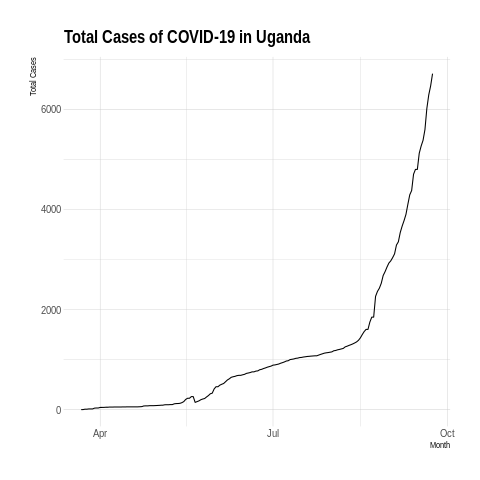 Total Cases of COVID-19 in Uganda
Total Cases
6000
4000
2000
0
Apr
Jul
Oct
Month